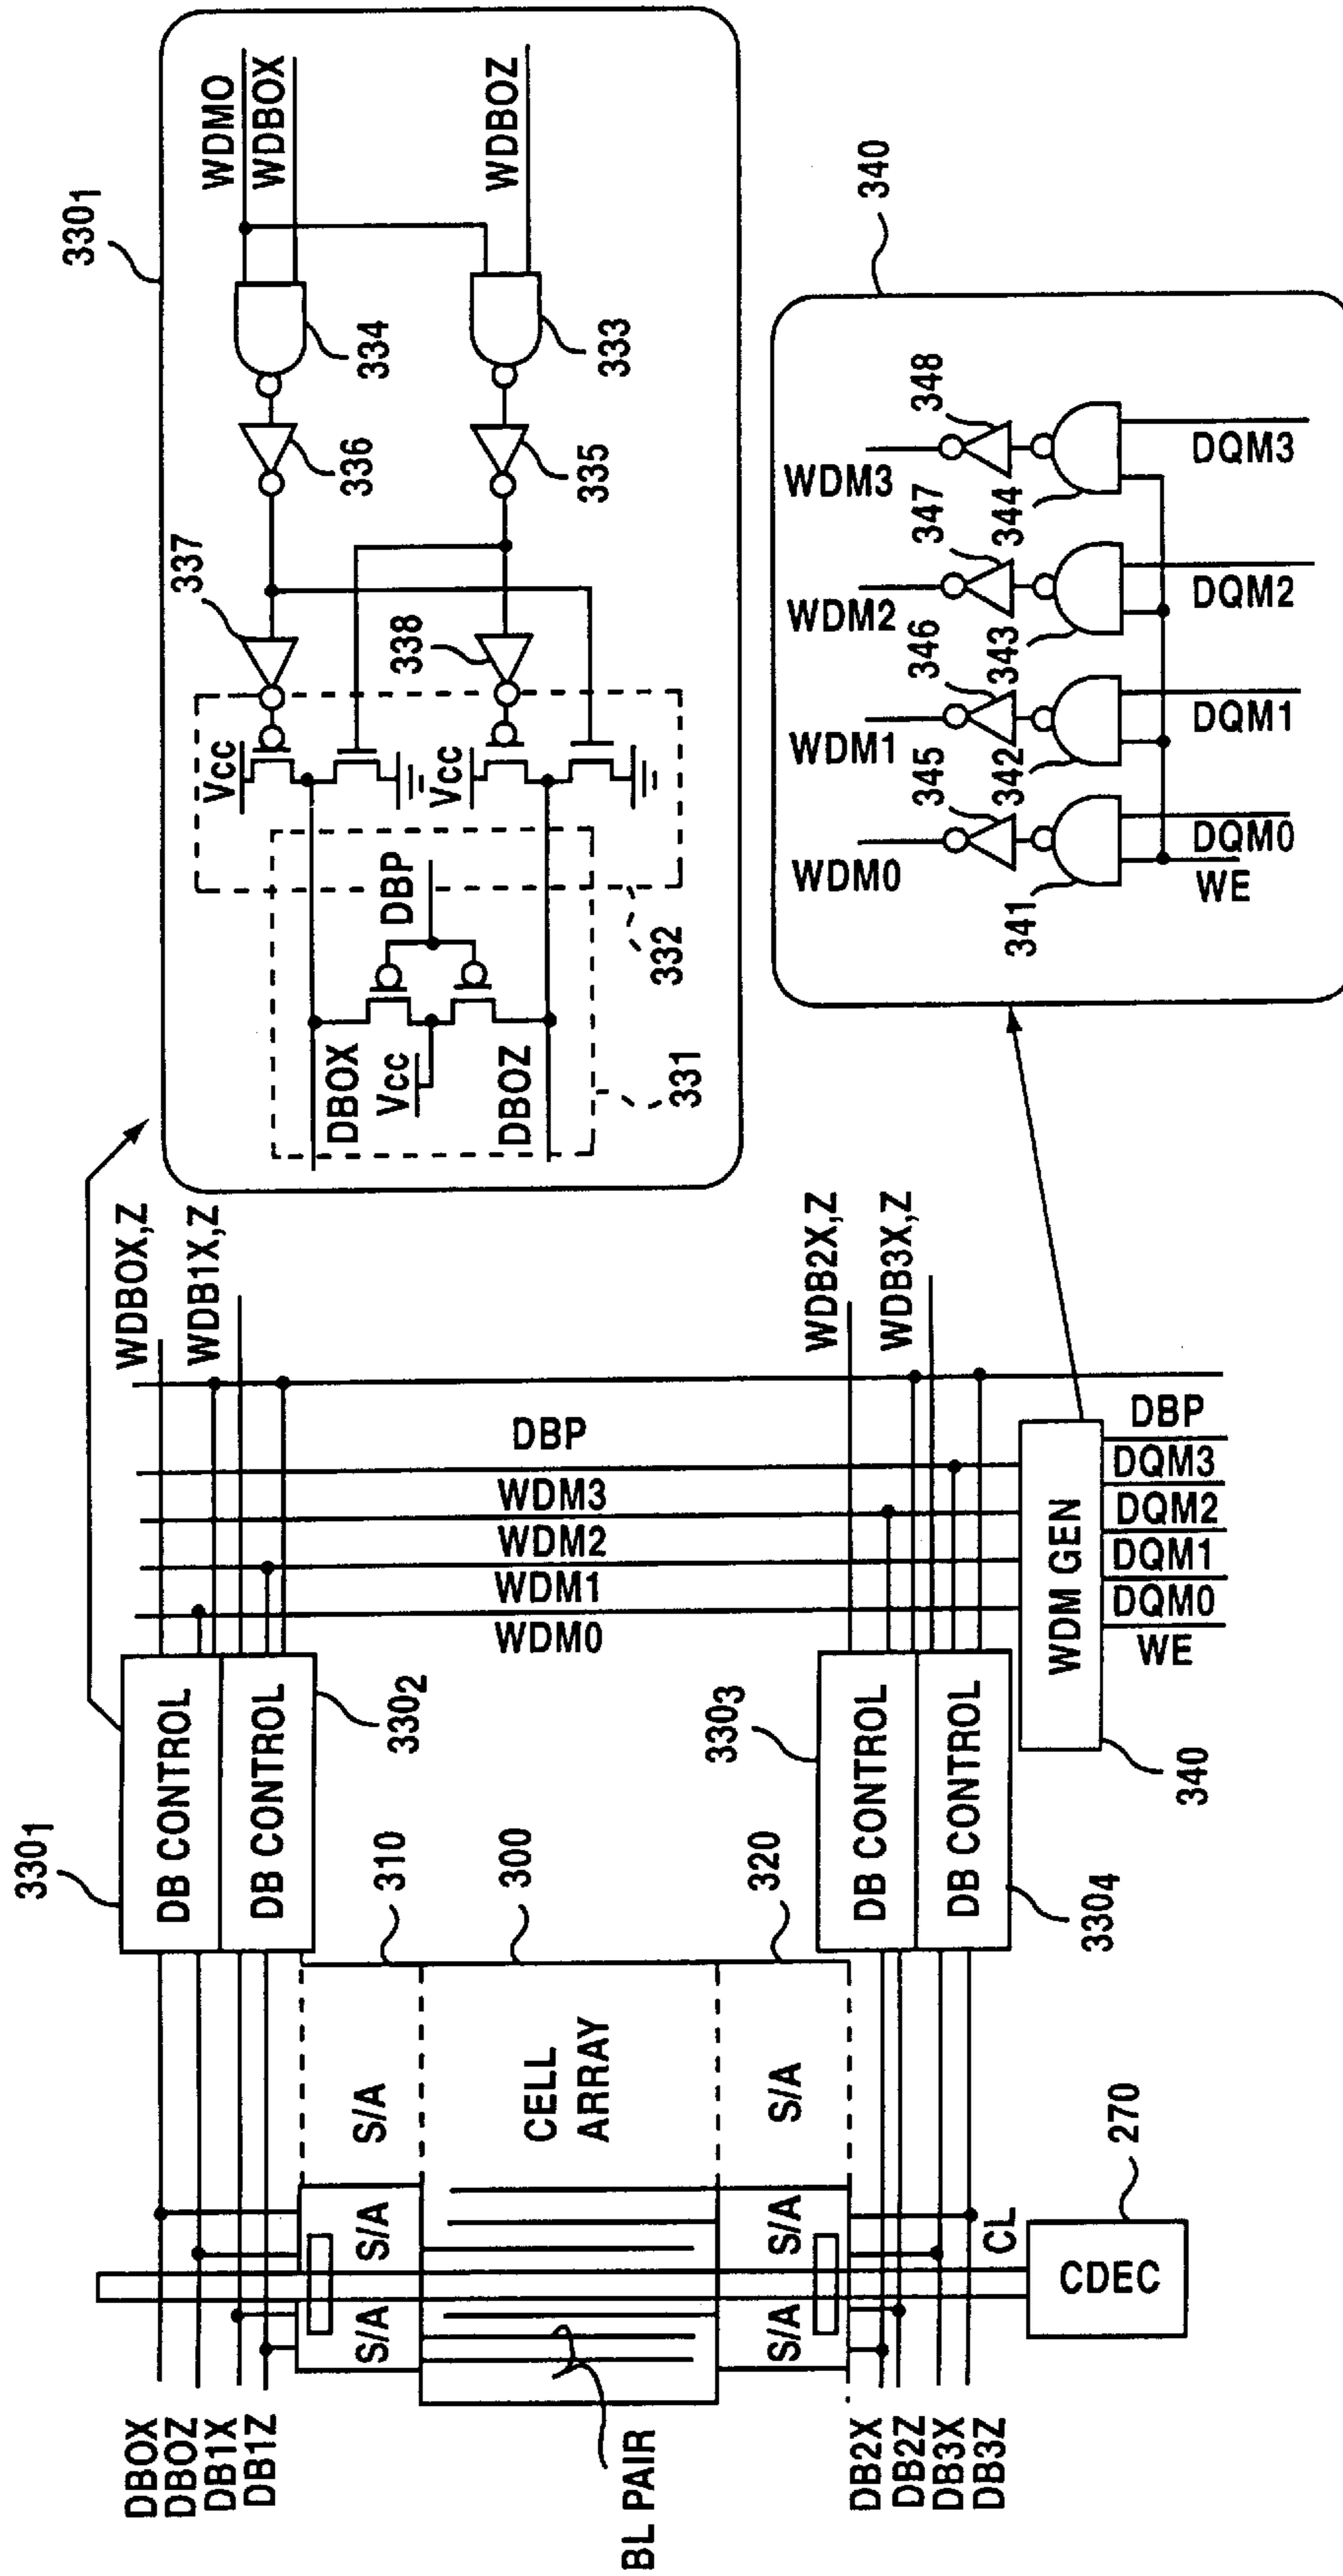 330₁
DB CONTROL
DB CONTROL
330₂
WDBOX,Z
WDB1X,Z
DBOX
DBOZ
DB1X
DB1Z
310
300
320
S/A
S/A
S/A
CELL
ARRAY
S/A
S/A
S/A
BL PAIR
DBP
WDM3
WDM2
WDM1
WDM0
WDB2X,Z
WDB3X,Z
330₃
DB CONTROL
DB CONTROL
330₄
DB2X
DB2Z
DB3X
DB3Z
CL
CDEC
270
WDM GEN
340
DBP
DQM3
DQM2
DQM1
DQM0
WE
330₁
WDMO
WDBOX
WDBOZ
334
333
336
335
337
338
Vcc
Vcc
DBP
DBOX
Vcc
DBOZ
332
331
340
WDM0
WDM1
WDM2
WDM3
345
346
347
348
341
342
343
344
WE
DQM0
DQM1
DQM2
DQM3